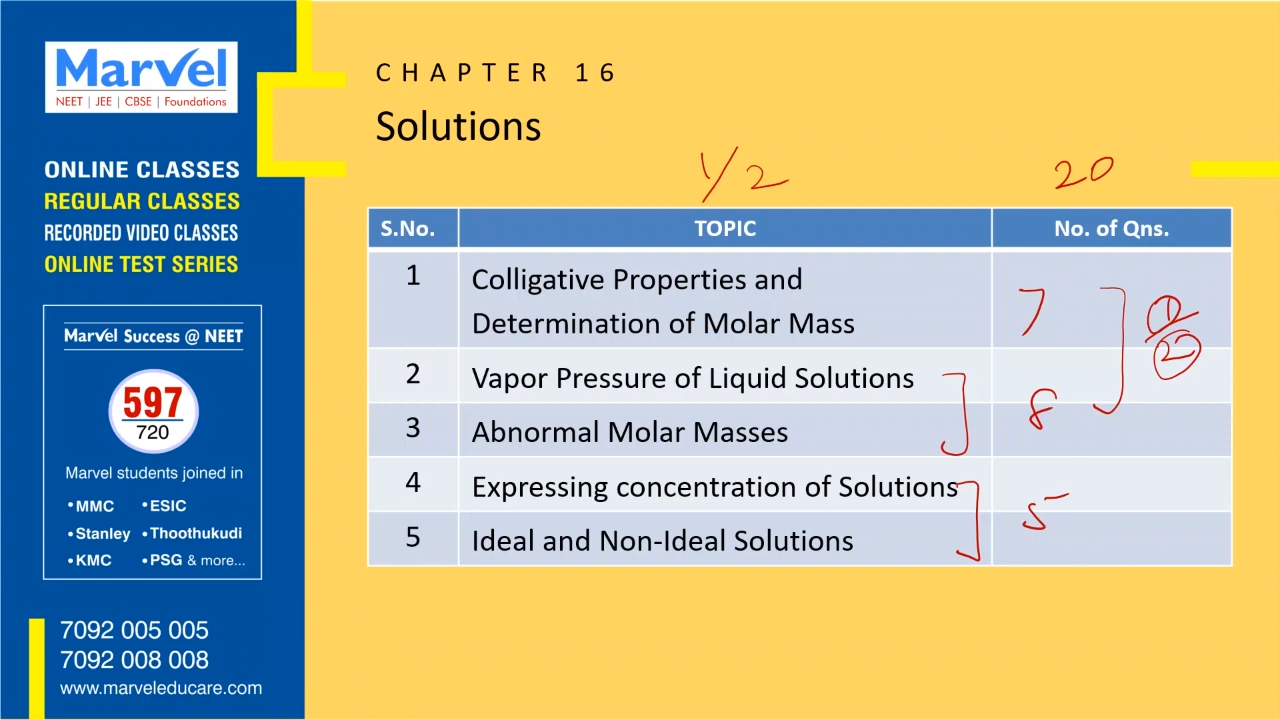 Marvel
NEET | JEE | CBSE | Foundations
ONLINE CLASSES
REGULAR CLASSES
RECORDED VIDEO CLASSES
ONLINE TEST SERIES
Marvel Success @ NEET
597
720
Marvel students joined in
•MMC •ESIC
•Stanley •Thoothukudi
•KMC •PSG & more...
7092 005 005
7092 008 008
www.marveleducare.com
CHAPTER 16
Solutions
1/2 20
S.No. TOPIC No. of Qns.
1 Colligative Properties and
Determination of Molar Mass 7
2 Vapor Pressure of Liquid Solutions
8
3 Abnormal Molar Masses
4 Expressing concentration of Solutions
5
5 Ideal and Non-Ideal Solutions